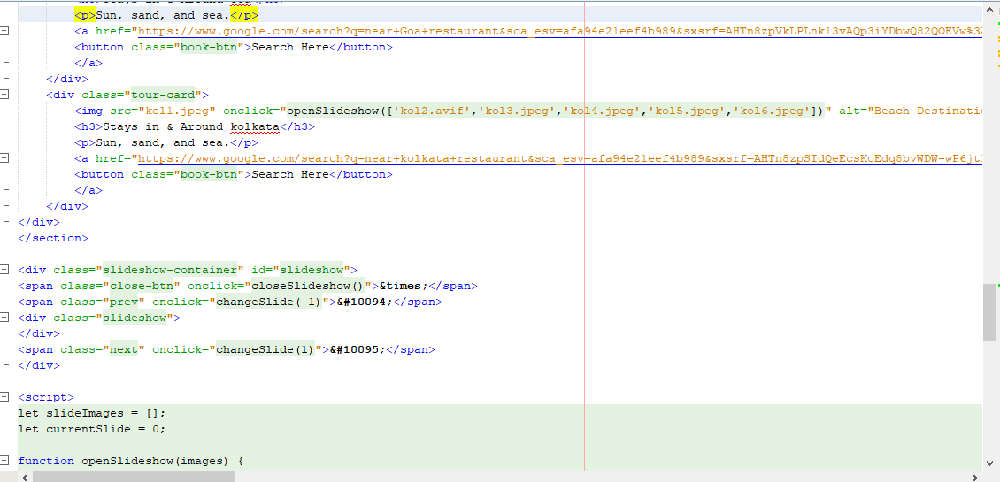 <p>Sun, sand, and sea.</p>
<a href="https://www.google.com/search?q=near+Goa+restaurant&sca_esv=afa94e21eef4b989&sxsrf=AHTn8zpVkLPLnkl3vAQp3iYDbwQ82QOEVw%3
<button class="book-btn">Search Here</button>
</a>
</div>
<div class="tour-card">
<img src="kol1.jpeg" onclick="openSlideshow(['kol2.avif','kol3.jpeg','kol4.jpeg','kol5.jpeg','kol6.jpeg'])" alt="Beach Destinatio
<h3>Stays in & Around kolkata</h3>
<p>Sun, sand, and sea.</p>
<a href="https://www.google.com/search?q=near+kolkata+restaurant&sca_esv=afa94e21eef4b989&sxsrf=AHTn8zpSIdQeEcsKoEdq8bvWDW-wP6jt
<button class="book-btn">Search Here</button>
</a>
</div>
</div>
</section>
<div class="slideshow-container" id="slideshow">
<span class="close-btn" onclick="closeSlideshow()">&times;</span>
<span class="prev" onclick="changeSlide(-1)">&#10094;</span>
<div class="slideshow">
</div>
<span class="next" onclick="changeSlide(1)">&#10095;</span>
</div>
<script>
let slideImages = [];
let currentSlide = 0;
function openSlideshow(images) {